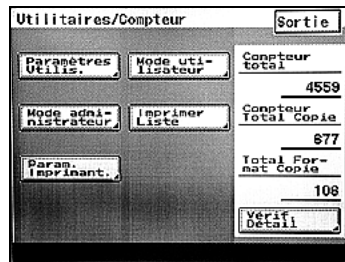 Utilitaires/Compteur
Sortie
Paramètres
Utilis.
Mode uti-
lisateur
Compteur
total
4559
Mode admi-
nistrateur
Imprimer
Liste
Compteur
Total Copie
877
Param.
Imprimant.
Total For-
mat Copie
108
Vérif.
Détail